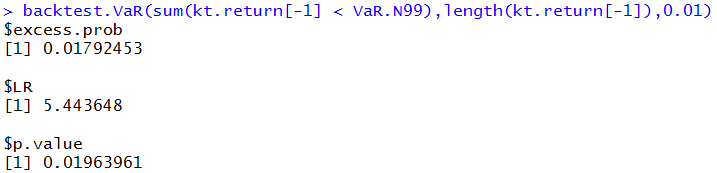 > backtest.VaR(sum(kt.return[-1] < VaR.N99),length(kt.return[-1]),0.01)
$excess.prob
[1] 0.01792453
$LR
[1] 5.443648
$p.value
[1] 0.01963961